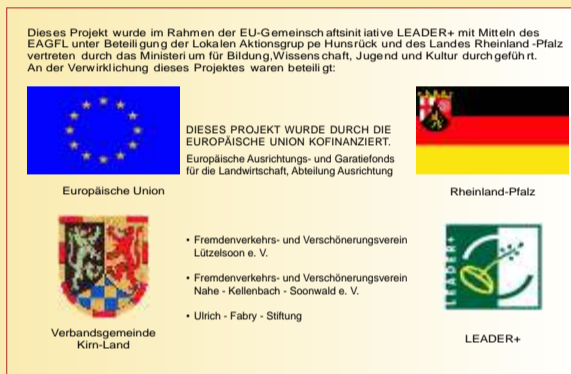 Dieses Projekt wurde im Rahmen der EU-Gemeinschaftsinitiative LEADER+ mit Mitteln des
EAGFL unter Beteiligung der Lokalen Aktionsgruppe Hunsrück und des Landes Rheinland-Pfalz
vertreten durch das Ministerium für Bildung,Wissenschaft, Jugend und Kultur durchgeführt.
An der Verwirklichung dieses Projektes waren beteiligt:
DIESES PROJEKT WURDE DURCH DIE
EUROPÄISCHE UNION KOFINANZIERT.
Europäische Ausrichtungs- und Garatiefonds
für die Landwirtschaft, Abteilung Ausrichtung
Europäische Union
Rheinland-Pfalz
• Fremdenverkehrs- und Verschönerungsverein
Lützelsoon e. V.
• Fremdenverkehrs- und Verschönerungsverein
Nahe - Kellenbach - Soonwald e. V.
• Ulrich - Fabry - Stiftung
Verbandsgemeinde
Kirn-Land
LEADER+
LEADER+